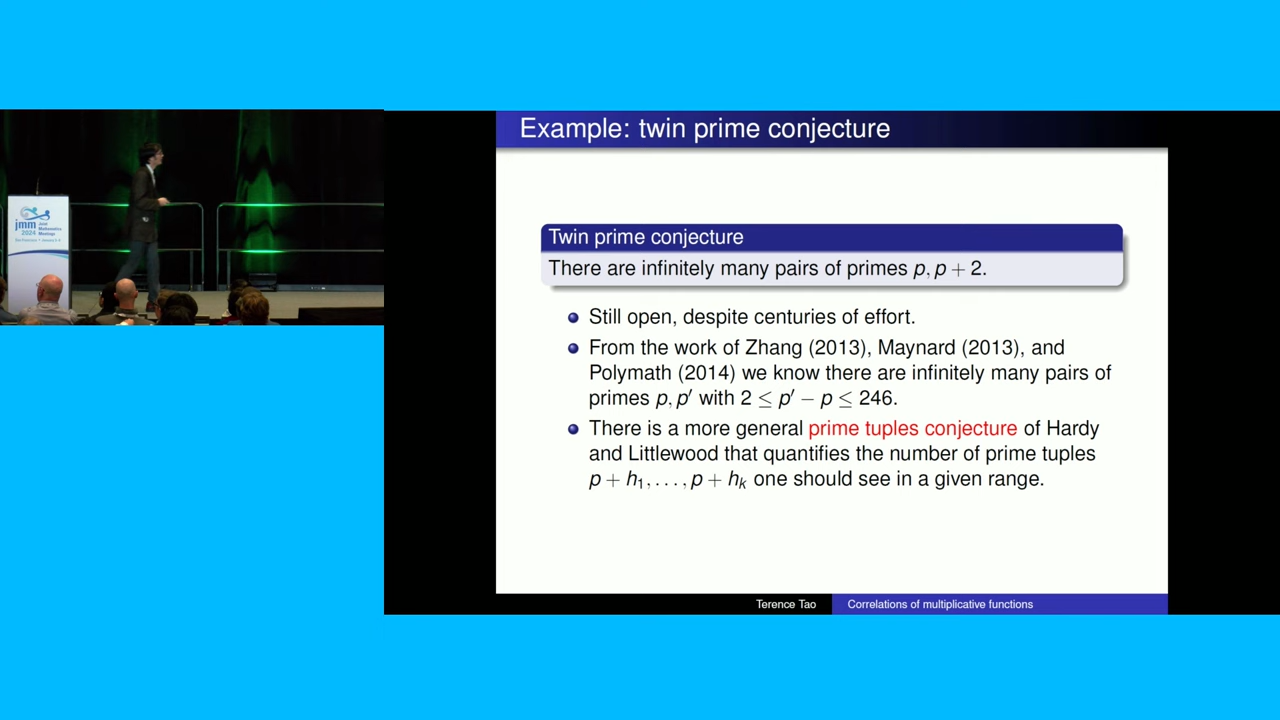 Example: twin prime conjecture
Twin prime conjecture
There are infinitely many pairs of primes p, p + 2.
Still open, despite centuries of effort.
From the work of Zhang (2013), Maynard (2013), and
Polymath (2014) we know there are infinitely many pairs of
primes p, p′ with 2 ≤ p′ − p ≤ 246.
There is a more general prime tuples conjecture of Hardy
and Littlewood that quantifies the number of prime tuples
p + h₁, . . . , p + hₖ one should see in a given range.
Terence Tao
Correlations of multiplicative functions
jmm
2024
Joint
Mathematics
Meetings